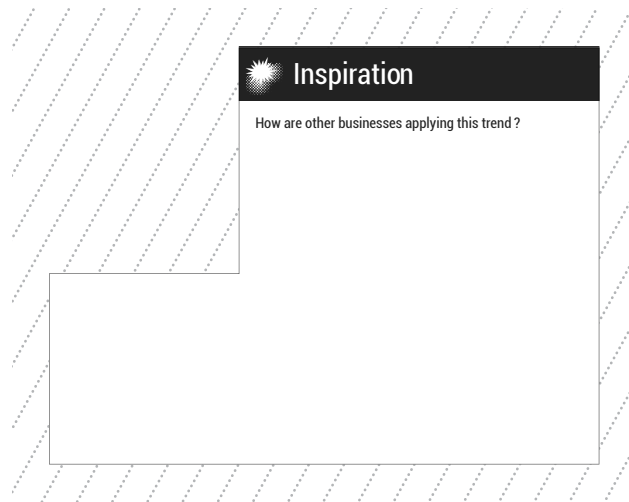 Inspiration
How are other businesses applying this trend ?